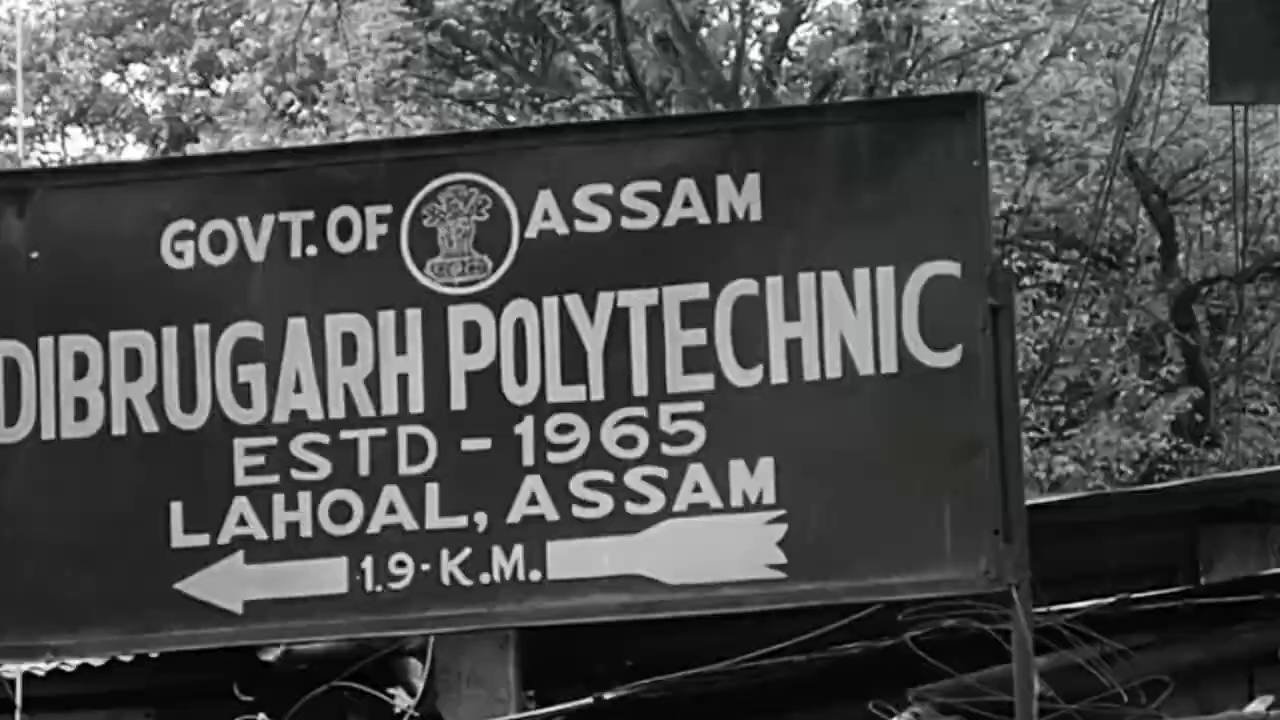 GOVT. OF ASSAM
DIBRUGARH POLYTECHNIC
ESTD - 1965
LAHOAL, ASSAM
1.9-K.M.